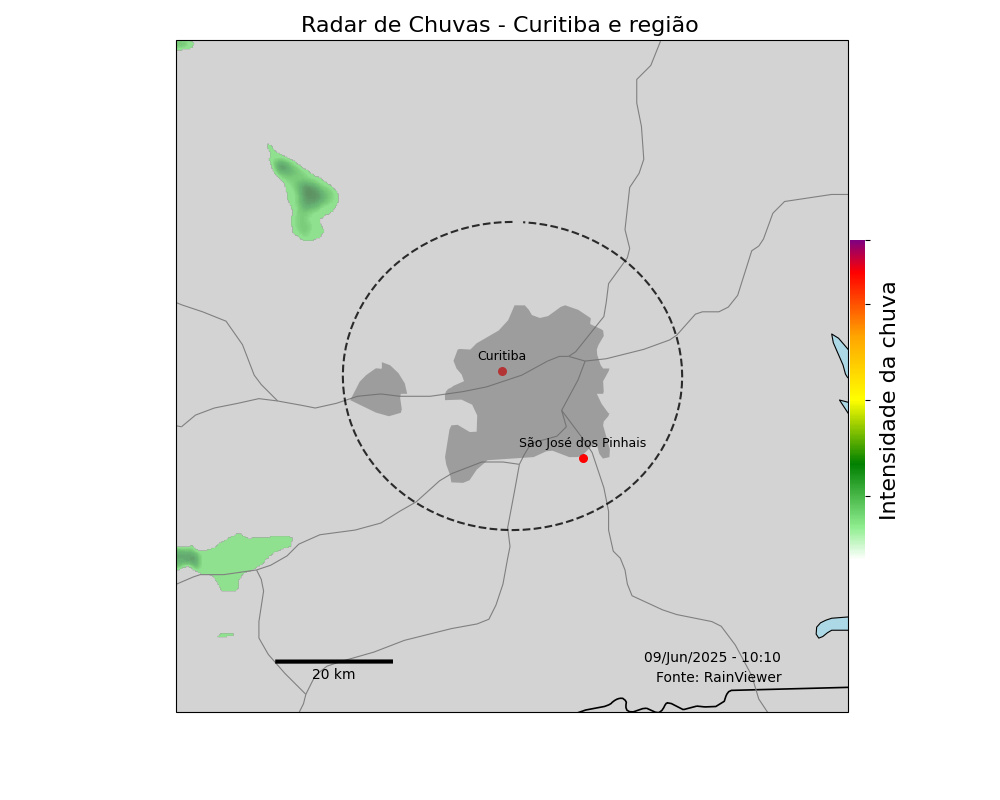 Radar de Chuvas - Curitiba e região
Curitiba
São José dos Pinhais
Intensidade da chuva
20 km
09/Jun/2025 - 10:10
Fonte: RainViewer